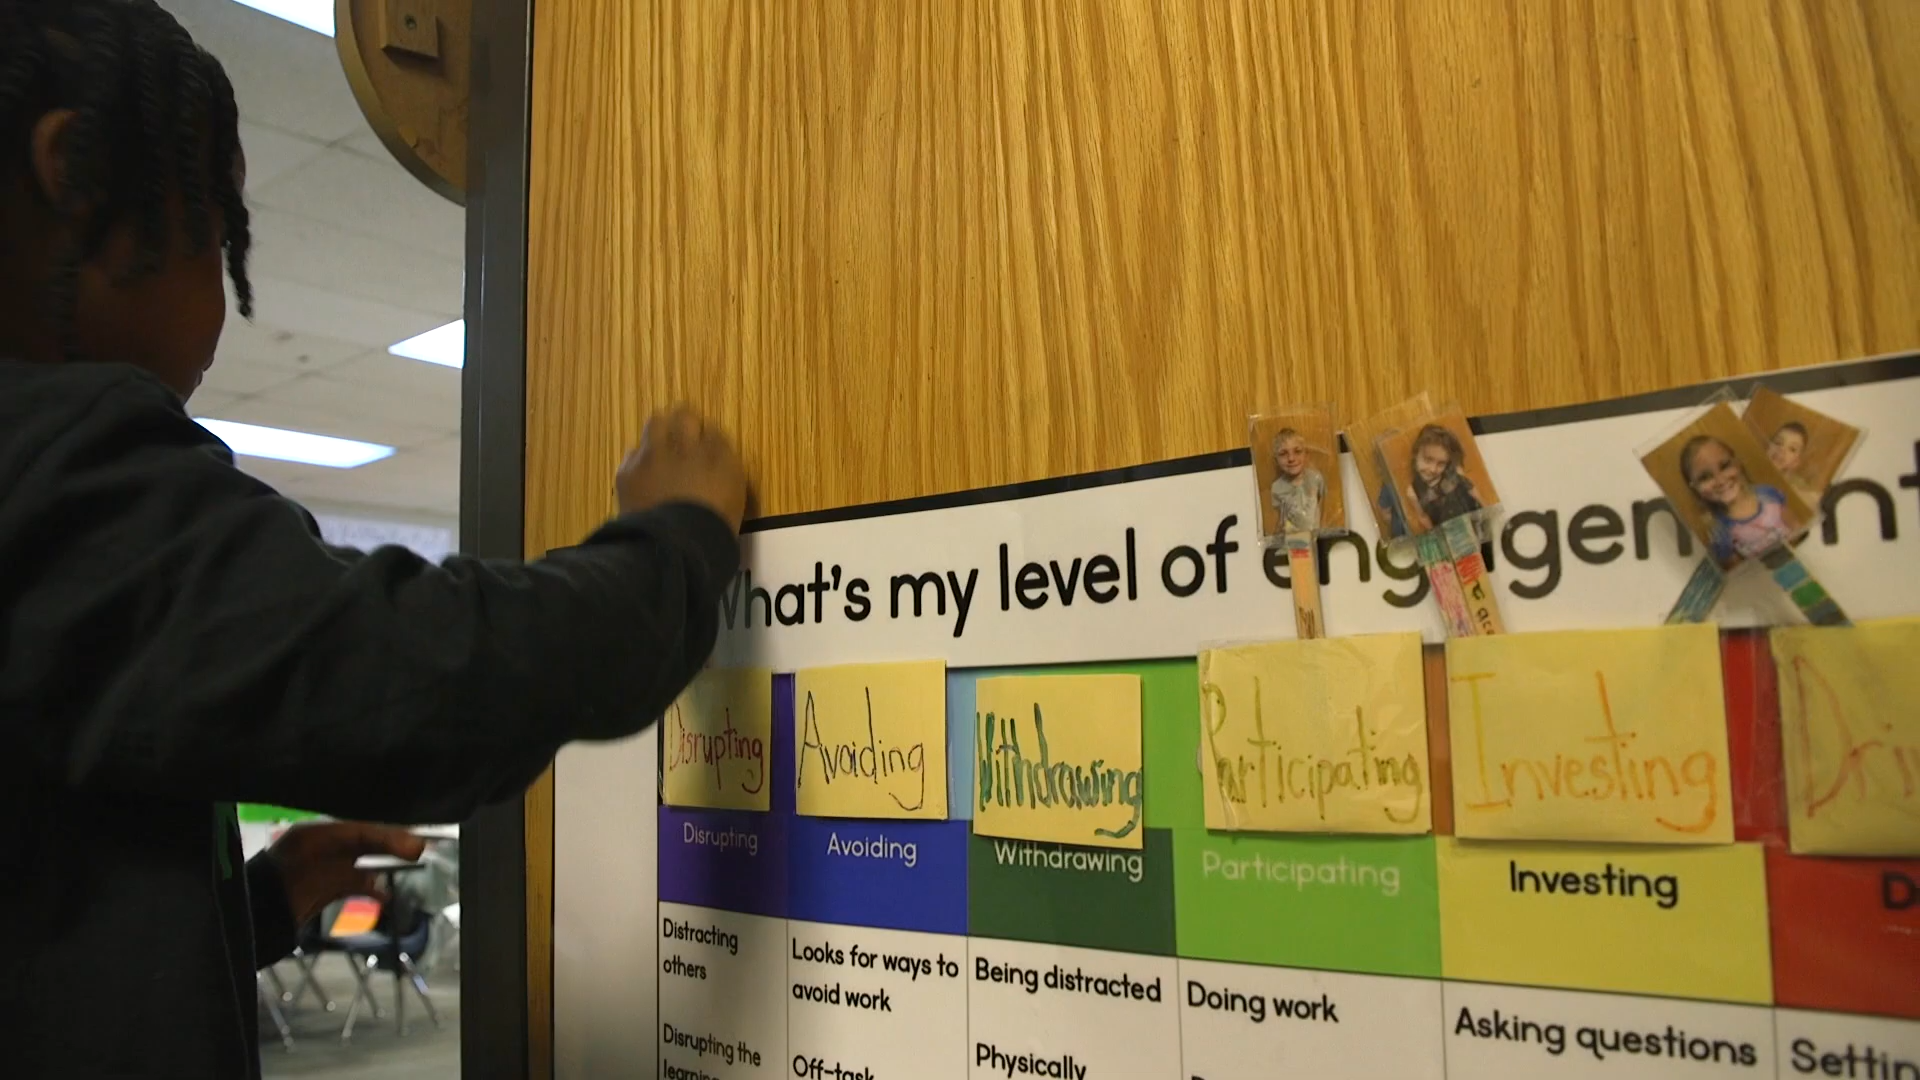 What's my level of engagement
Disrupting
Avoiding
Withdrawing
Participating
Investing
Disrupting
Avoiding
Withdrawing
Participating
Investing
D
Distracting
others
Looks for ways to
avoid work
Being distracted
Doing work
Asking questions
Disrupting the
Off-task
Physically